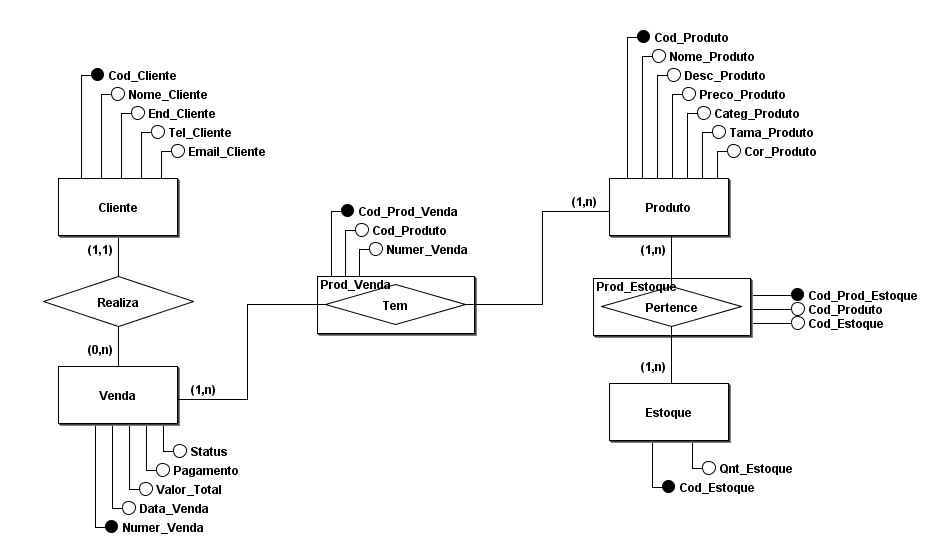 Cod_Produto
Nome_Produto
Desc_Produto
Preco_Produto
Categ_Produto
Tama_Produto
Cor_Produto
Cod_Cliente
Nome_Cliente
End_Cliente
Tel_Cliente
Email_Cliente
Cliente
Produto
(1,1)
(1,n)
(1,n)
Cod_Prod_Venda
Cod_Produto
Numer_Venda
Realiza
Prod_Venda
Tem
Prod_Estoque
Pertence
Cod_Prod_Estoque
Cod_Produto
Cod_Estoque
(0,n)
(1,n)
(1,n)
Venda
Estoque
Status
Pagamento
Valor_Total
Data_Venda
Numer_Venda
Qnt_Estoque
Cod_Estoque